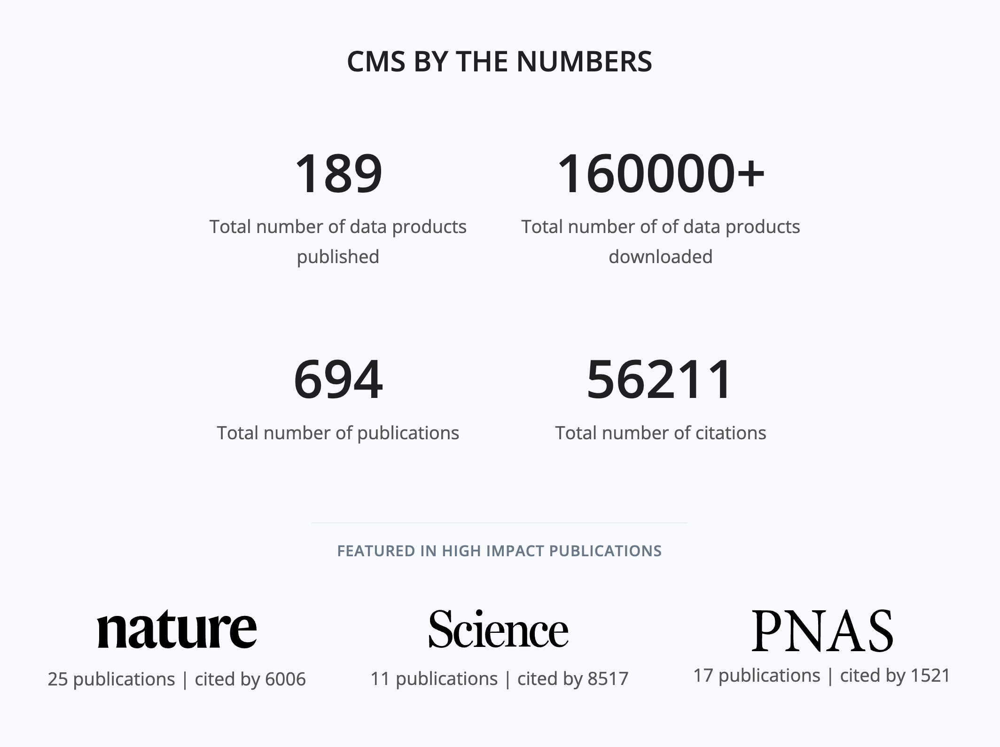 CMS BY THE NUMBERS
189
Total number of data products
published
160000+
Total number of of data products
downloaded
694
Total number of publications
56211
Total number of citations
FEATURED IN HIGH IMPACT PUBLICATIONS
nature
25 publications | cited by 6006
Science
11 publications | cited by 8517
PNAS
17 publications | cited by 1521